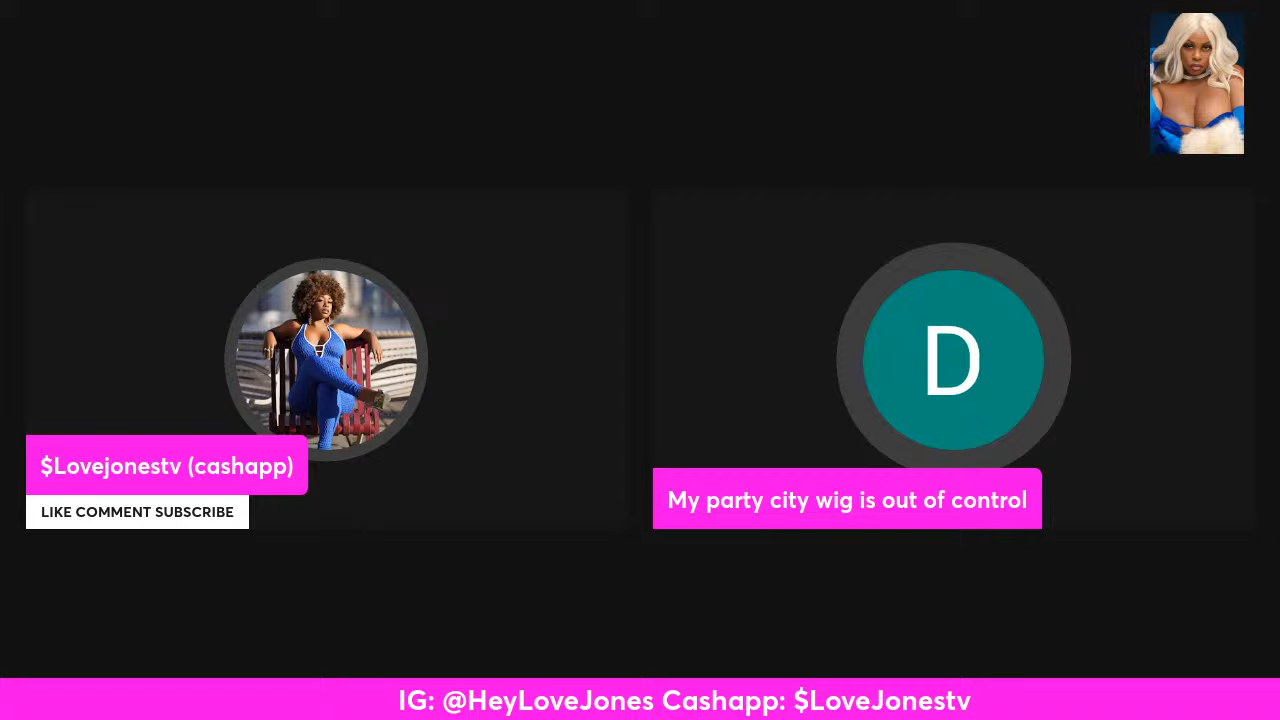 $Lovejonestv (cashapp)
LIKE COMMENT SUBSCRIBE
D
My party city wig is out of control
IG: @HeyLoveJones Cashapp: $LoveJonestv